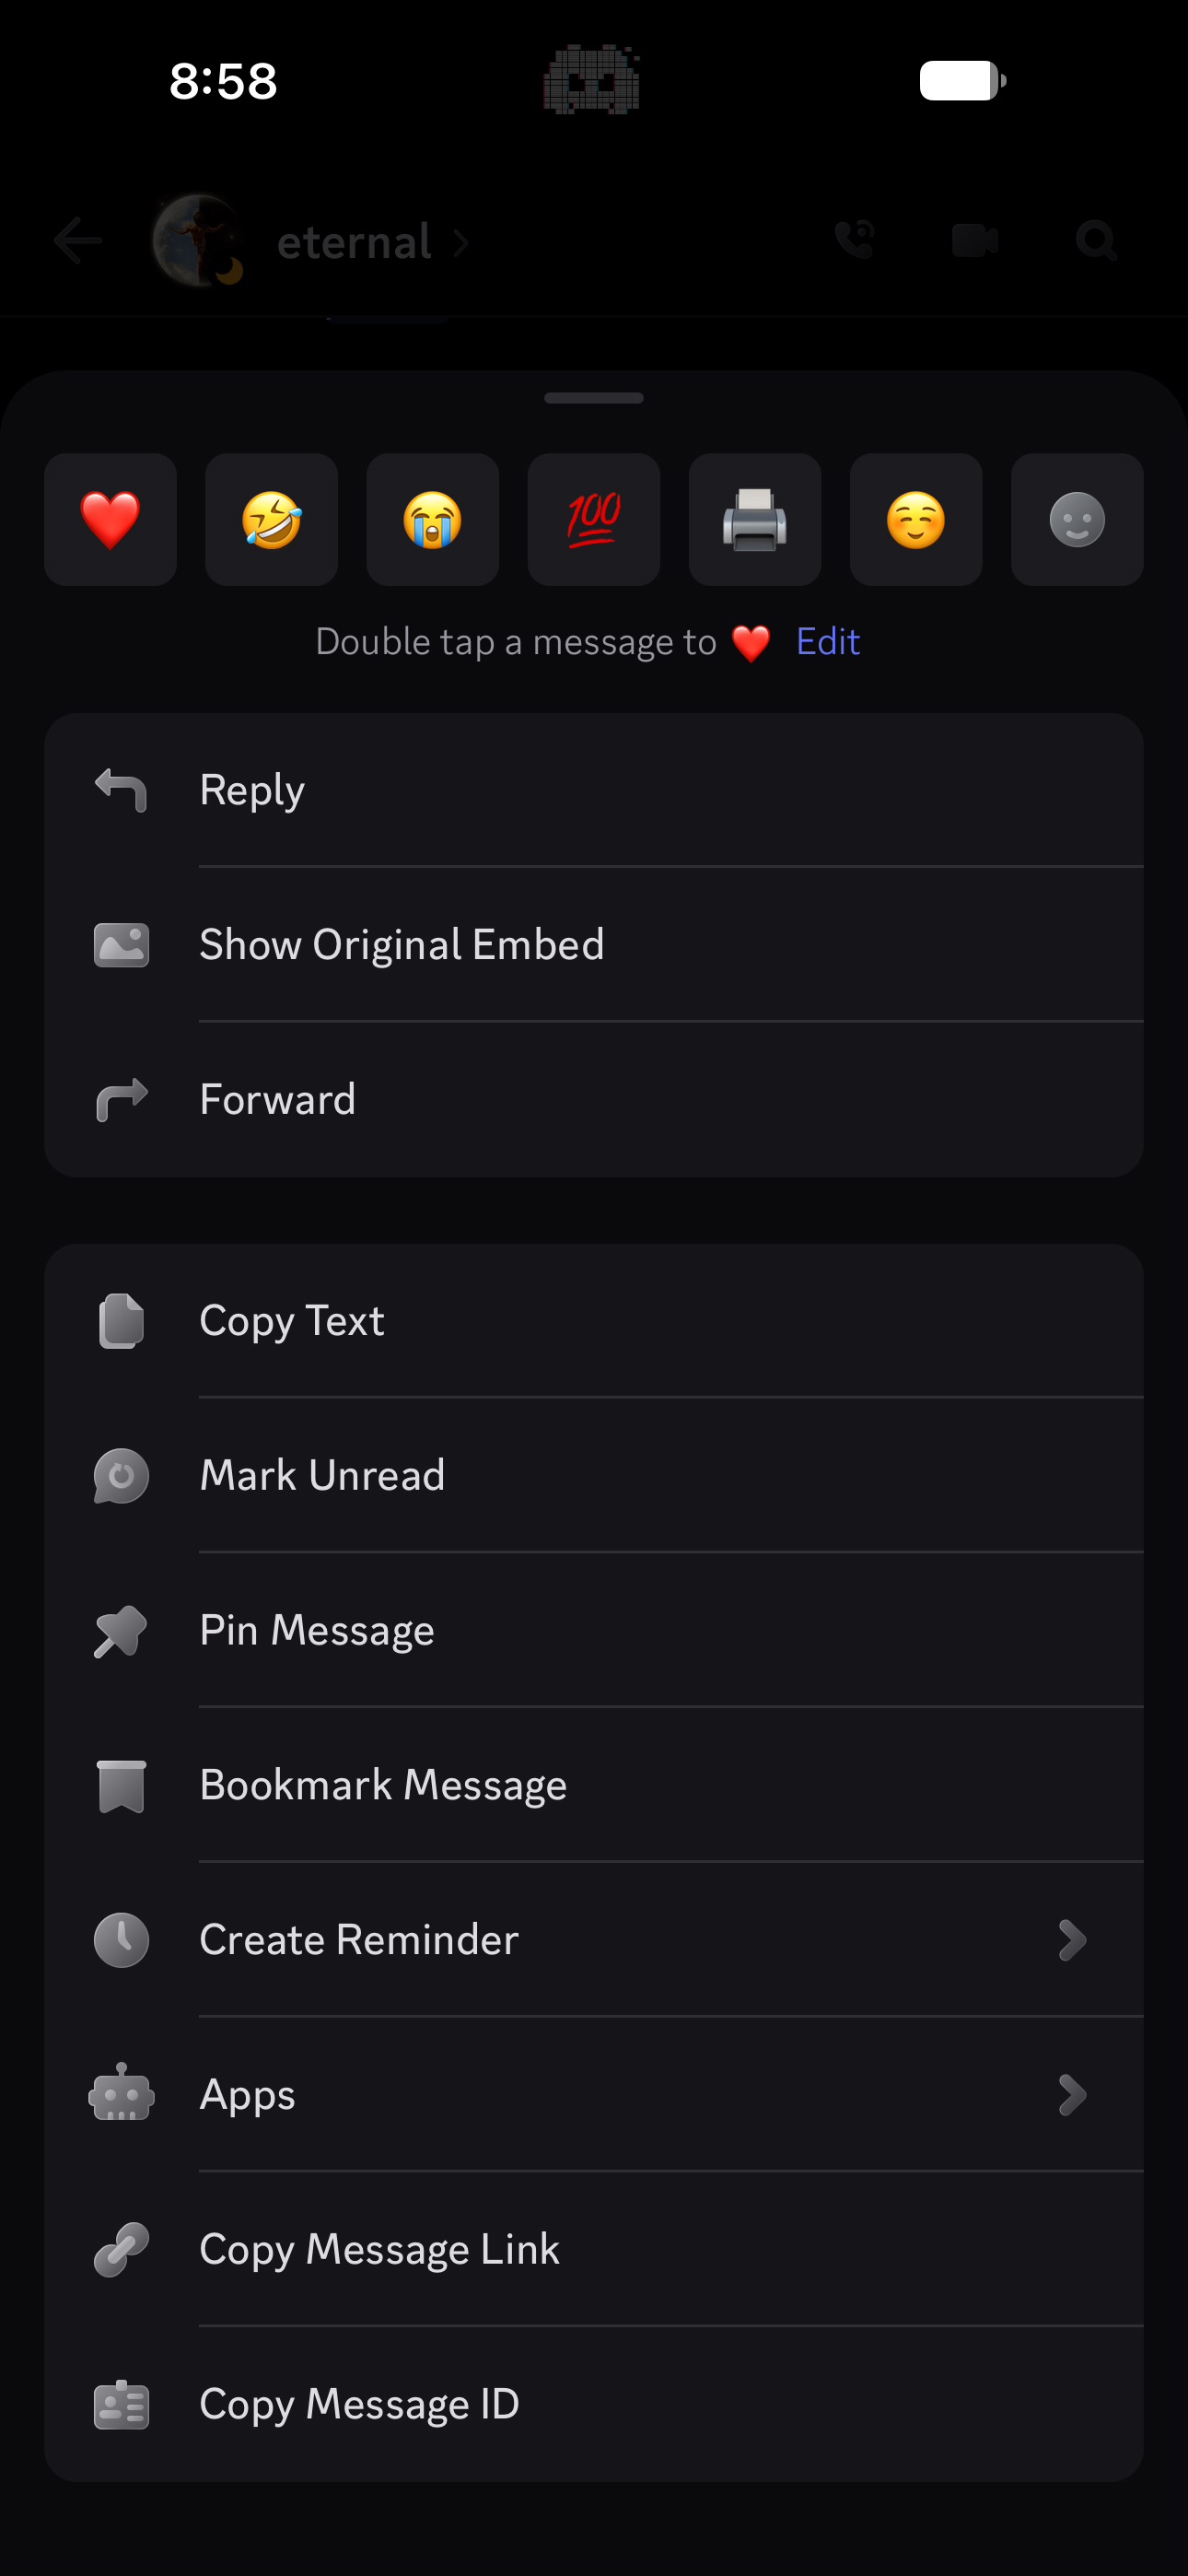 8:58
eternal
Double tap a message to ❤️ Edit
Reply
Show Original Embed
Forward
Copy Text
Mark Unread
Pin Message
Bookmark Message
Create Reminder
Apps
Copy Message Link
Copy Message ID